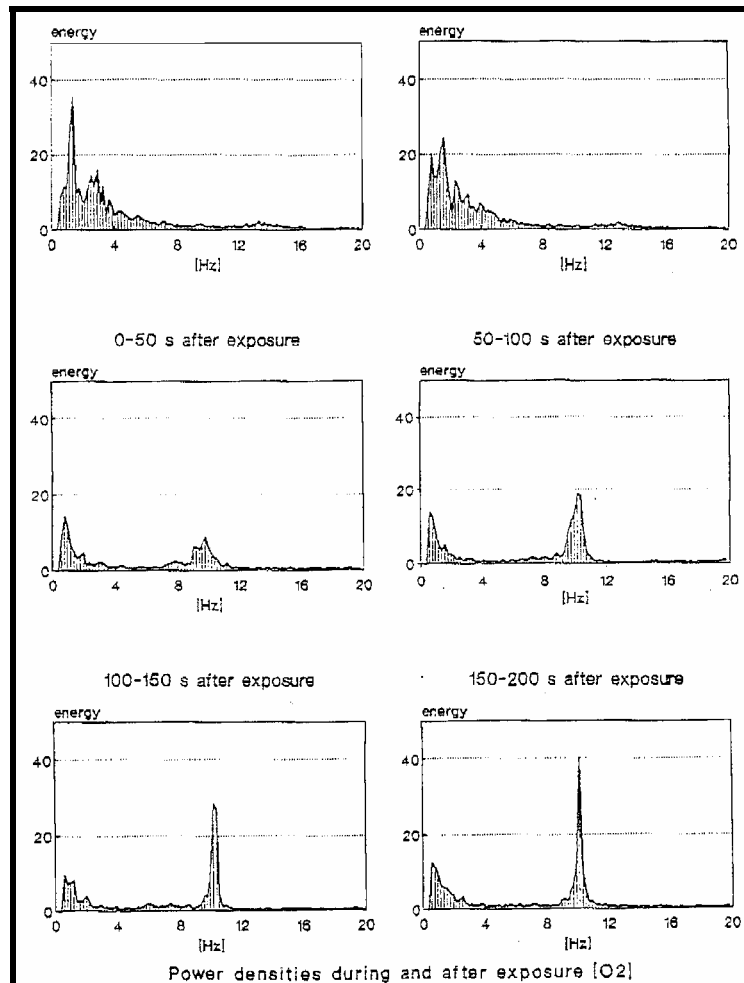 energy energy
40 40
20 20
0 0
0 4 8 12 16 20 0 4 8 12 16 20
[Hz] [Hz]
0-50 s after exposure 50-100 s after exposure
energy energy
40 40
20 20
0 0
0 4 8 12 16 20 0 4 8 12 16 20
[Hz] [Hz]
100-150 s after exposure 150-200 s after exposure
energy energy
40 40
20 20
0 0
0 4 8 12 16 20 0 4 8 12 16 20
[Hz] [Hz]
Power densities during and after exposure [O2]